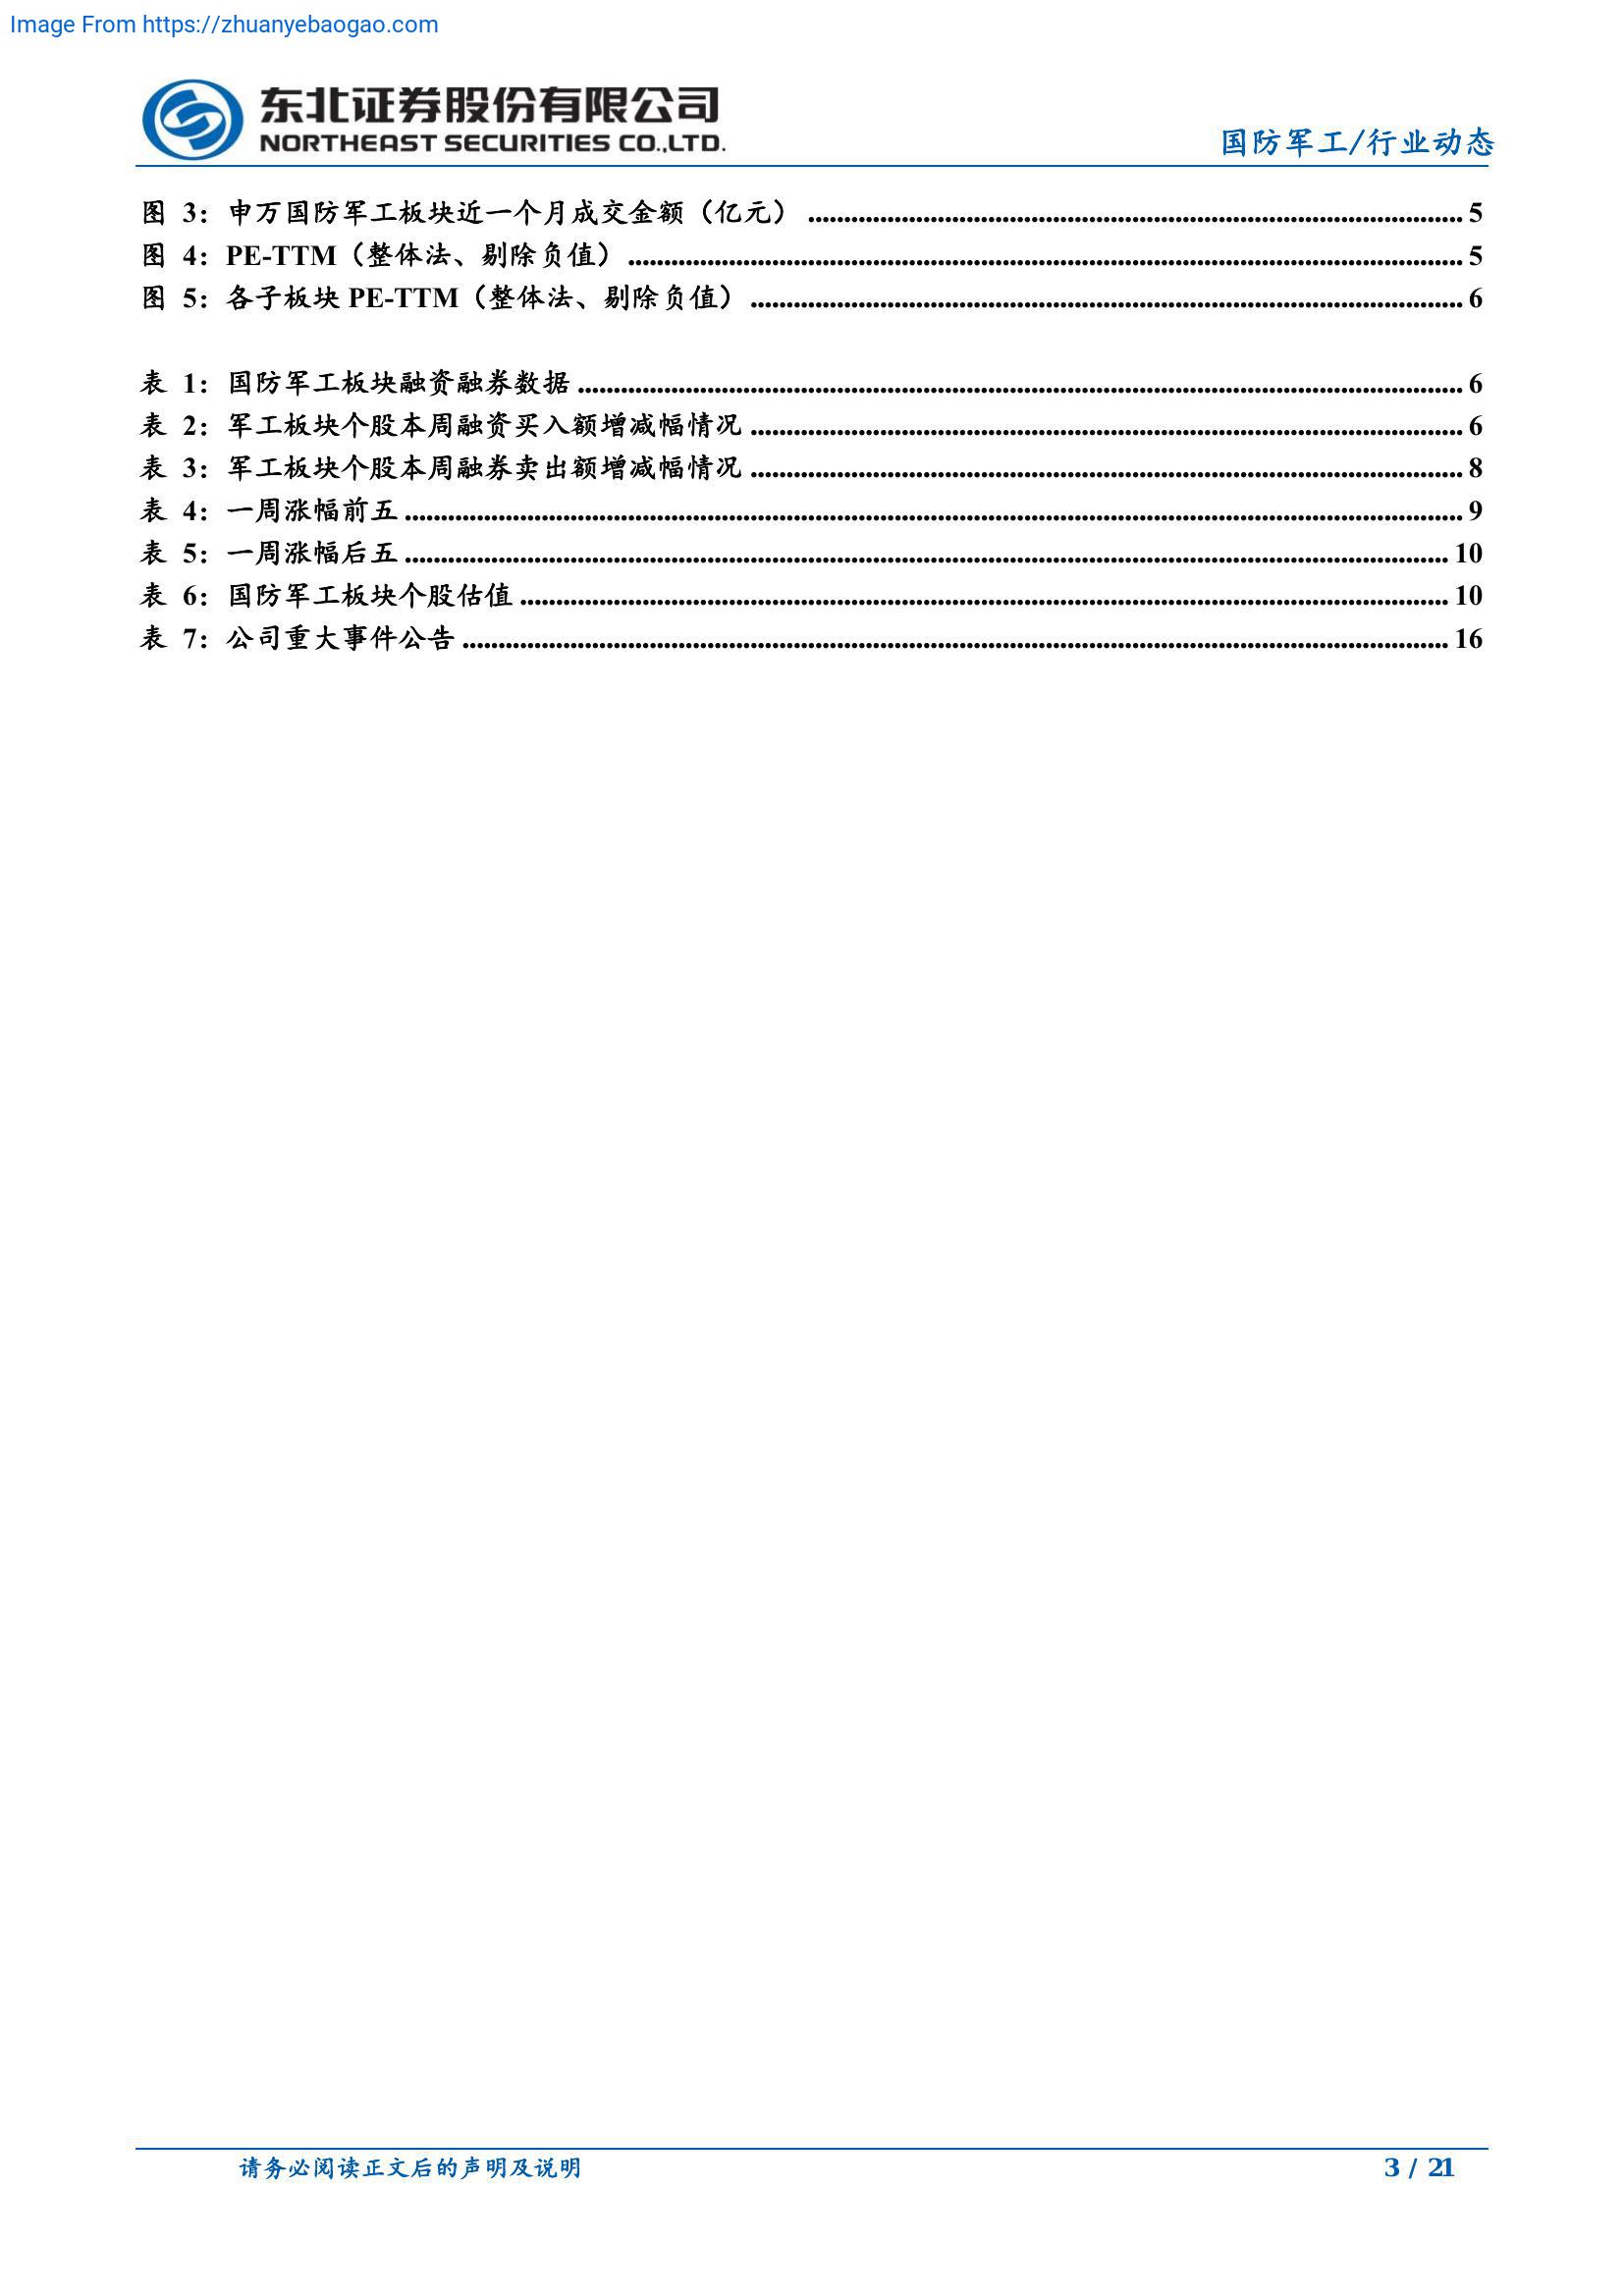 Image From https://zhuanyebaogao.com
东北证券股份有限公司
NORTHEAST SECURITIES CO.,LTD.
国防军工/行业动态
图 3：申万国防军工板块近一个月成交金额（亿元） ........ 5
图 4：PE-TTM（整体法、剔除负值） ........ 5
图 5：各子板块 PE-TTM（整体法、剔除负值） ........ 6
表 1：国防军工板块融资融券数据 ........ 6
表 2：军工板块个股本周融资买入额增减幅情况 ........ 6
表 3：军工板块个股本周融券卖出额增减幅情况 ........ 8
表 4：一周涨幅前五 ........ 9
表 5：一周涨幅后五 ........ 10
表 6：国防军工板块个股估值 ........ 10
表 7：公司重大事件公告 ........ 16
请务必阅读正文后的声明及说明 3 / 21